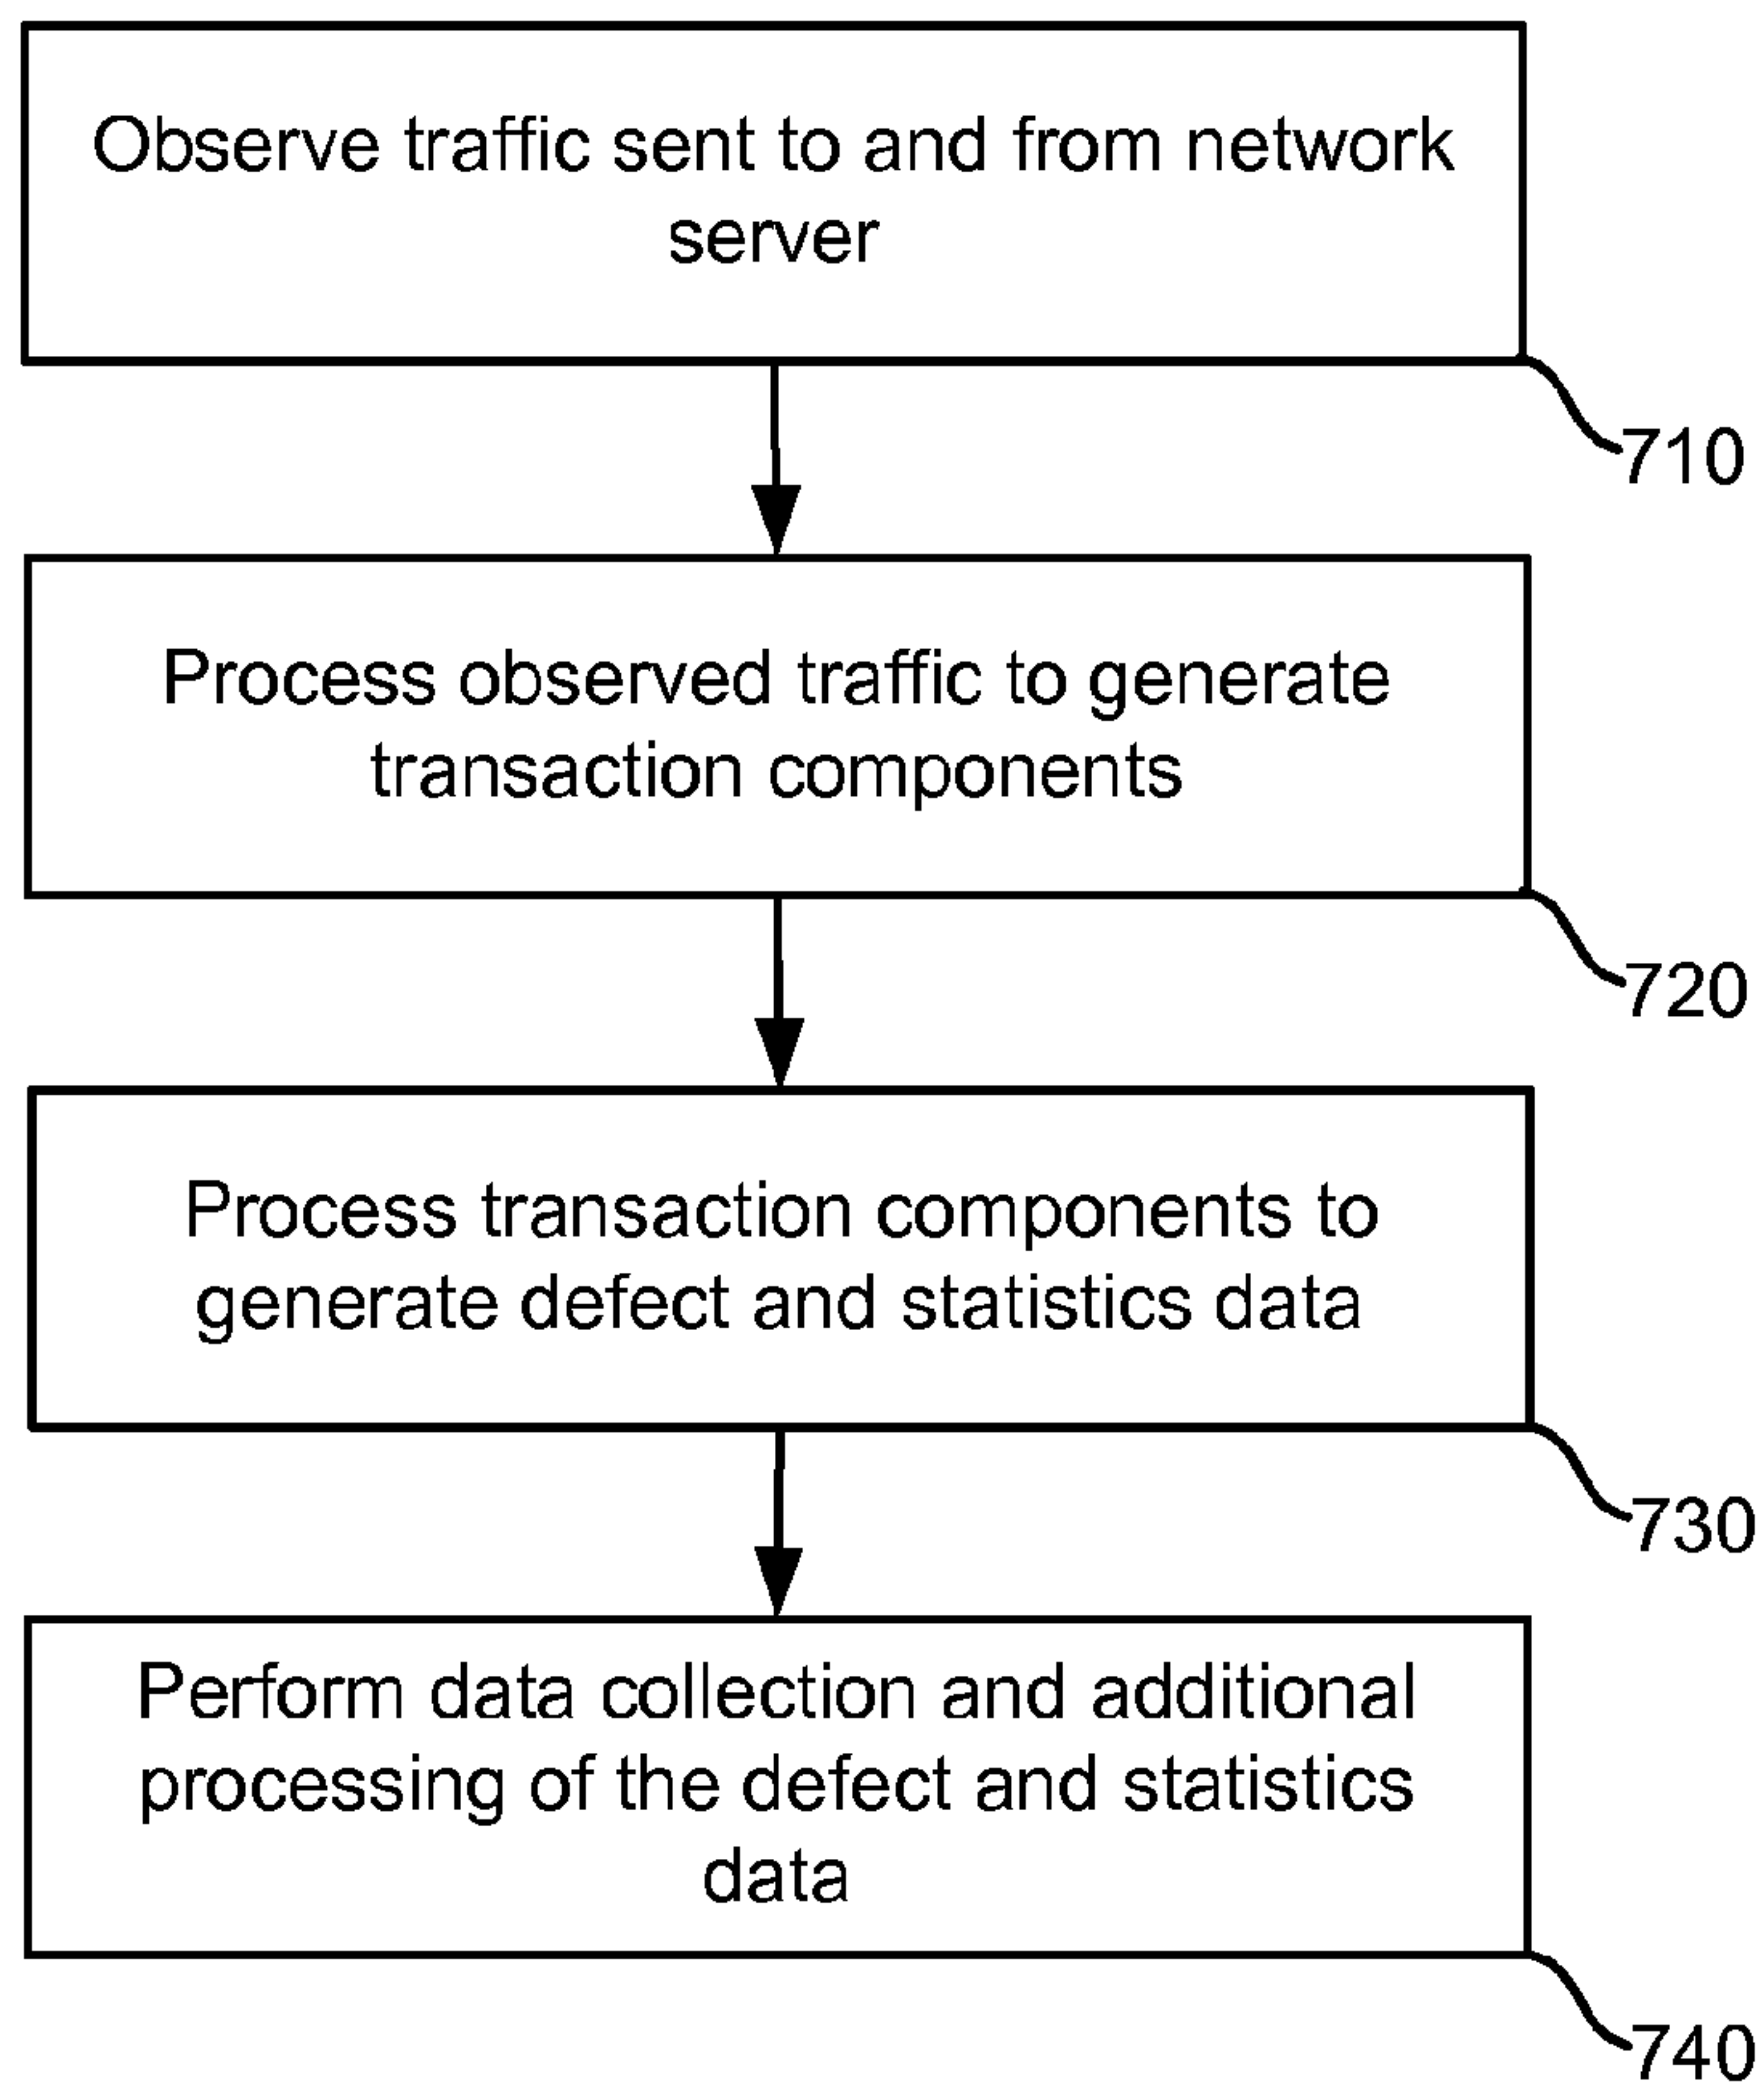 Observe traffic sent to and from network
server
710
Process observed traffic to generate
transaction components
720
Process transaction components to
generate defect and statistics data
730
Perform data collection and additional
processing of the defect and statistics
data
740